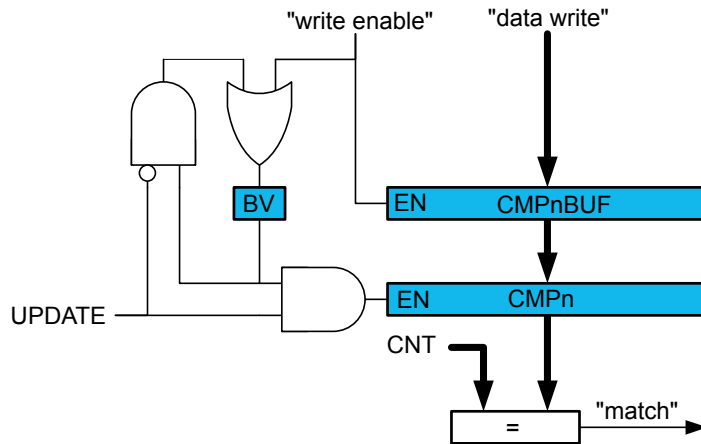 "write enable" "data write"
BV EN CMPnBUF
EN CMPn
UPDATE
CNT
= "match"